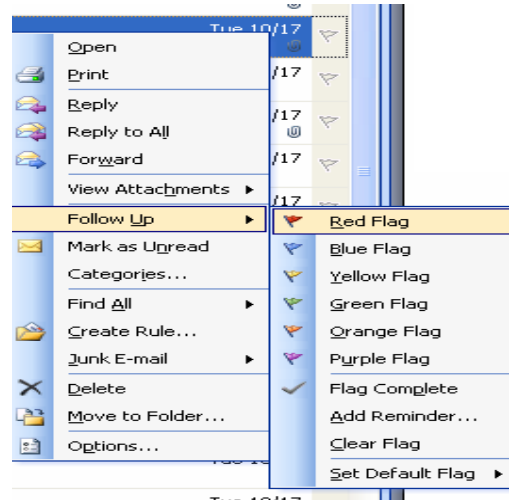 Tue 10/17
Open
Print
/17
Reply
/17
Reply to All
Forward
/17
View Attachments
/17
Follow Up
Red Flag
Mark as Unread
Blue Flag
Categories...
Yellow Flag
Find All
Green Flag
Create Rule...
Orange Flag
Junk E-mail
Purple Flag
Delete
Flag Complete
Move to Folder...
Add Reminder...
Options...
Clear Flag
Set Default Flag
Tue 10/17